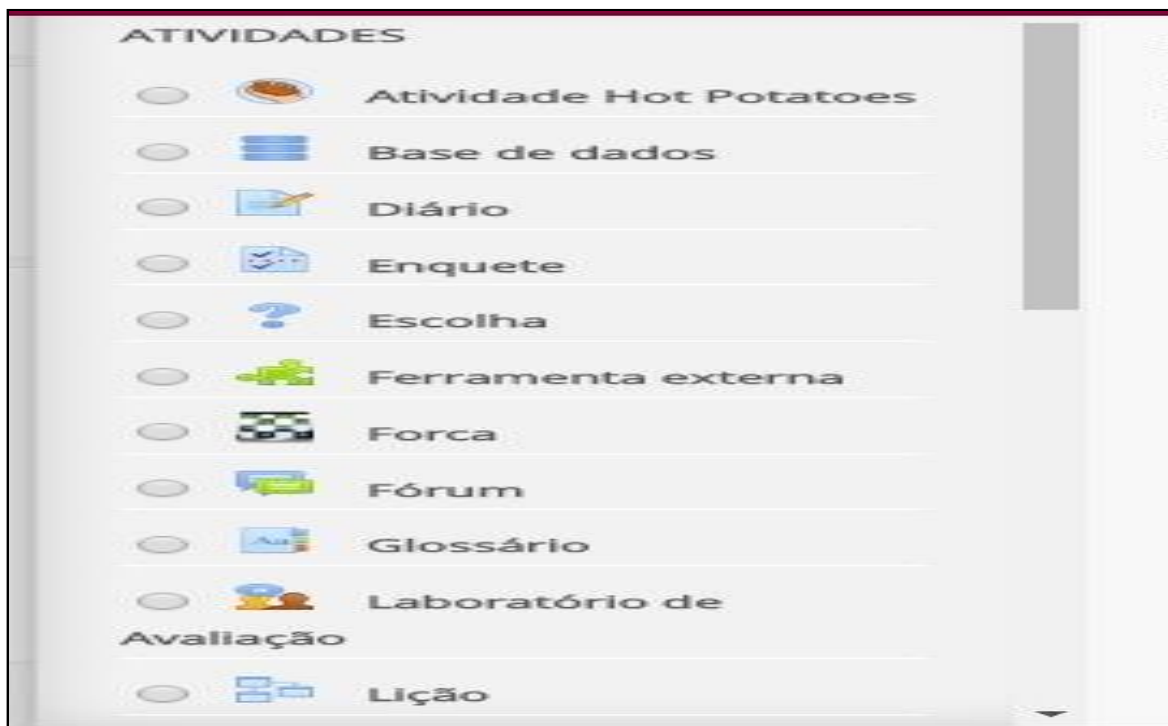 ATIVIDADES
Atividade Hot Potatoes
Base de dados
Diário
Enquete
Escolha
Ferramenta externa
Forca
Fórum
Glossário
Laboratório de
Avaliação
Lição